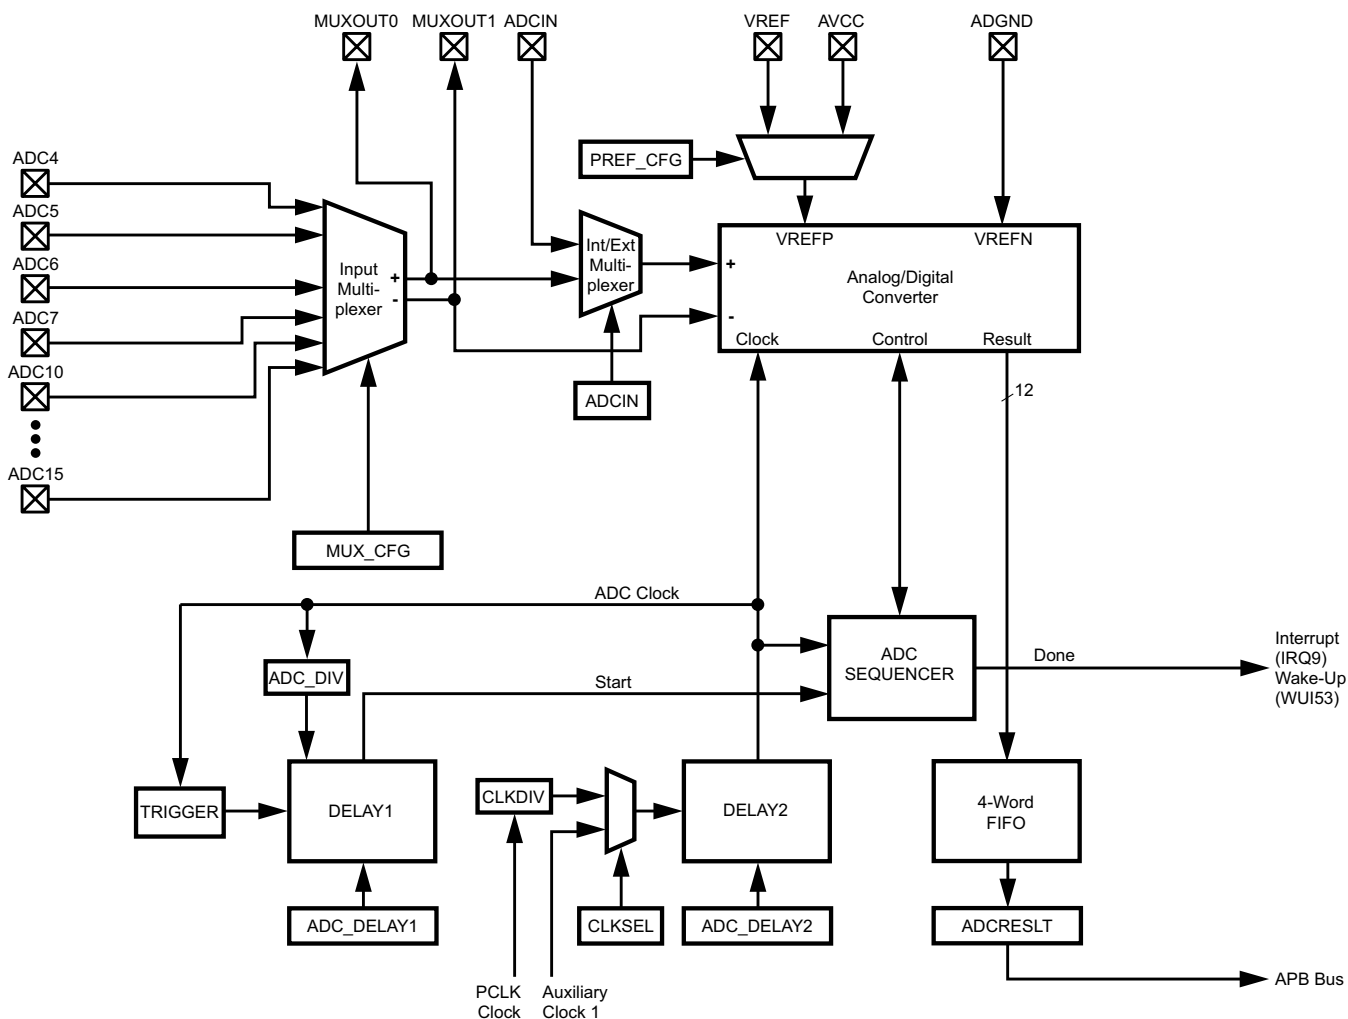 MUXOUT0 MUXOUT1 ADCIN VREF AVCC ADGND
PREF_CFG
ADC4
ADC5
ADC6
ADC7
ADC10
ADC15
Input
Multi-
plexer
+
-
Int/Ext
Multi-
plexer
ADCIN
VREFP VREFN
+
-
Analog/Digital
Converter
Clock Control Result
12
MUX_CFG
ADC Clock
ADC_DIV
Start
ADC
SEQUENCER
Done
Interrupt
(IRQ9)
Wake-Up
(WUI53)
TRIGGER
DELAY1
CLKDIV
DELAY2
4-Word
FIFO
ADC_DELAY1
CLKSEL
ADC_DELAY2
ADCRESLT
PCLK
Clock
Auxiliary
Clock 1
APB Bus